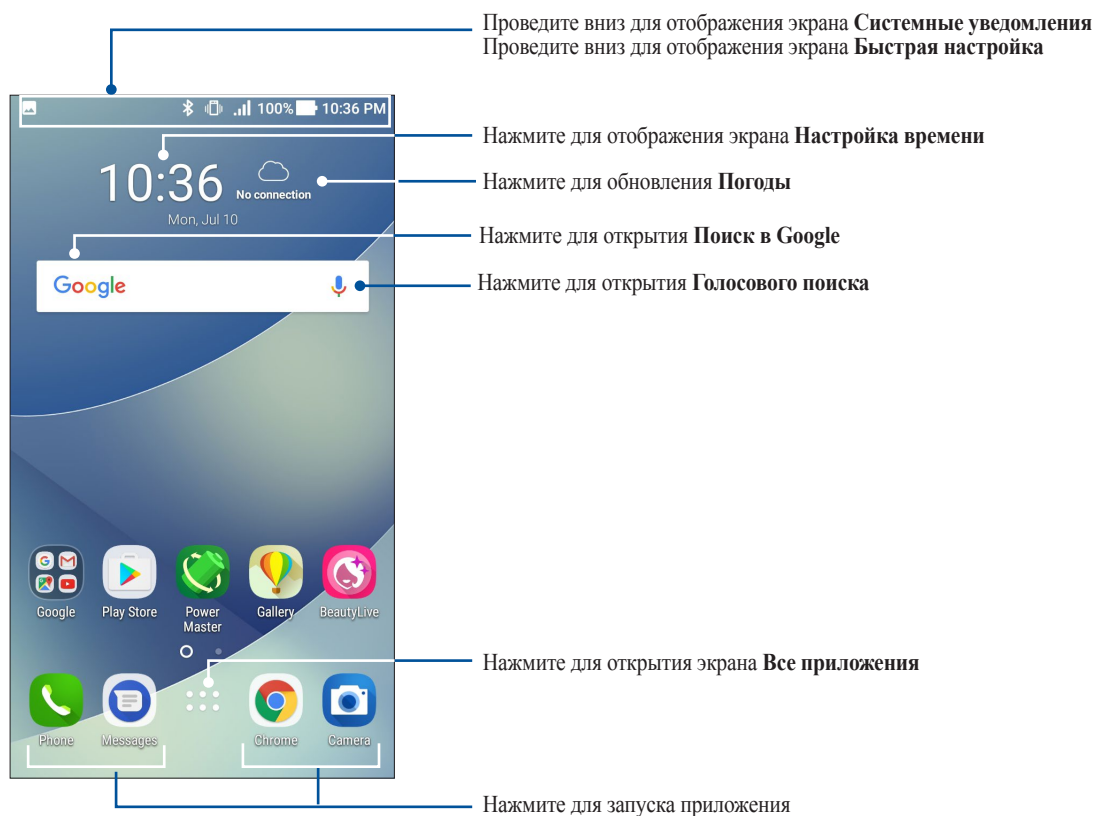 Проведите вниз для отображения экрана Системные уведомления
Проведите вниз для отображения экрана Быстрая настройка
100% 10:36 PM
Нажмите для отображения экрана Настройка времени
10:36
No connection
Нажмите для обновления Погоды
Mon, Jul 10
Нажмите для открытия Поиск в Google
Google
Нажмите для открытия Голосового поиска
Google
Play Store
Power
Master
Gallery
BeautyLive
Нажмите для открытия экрана Все приложения
Phone
Messages
Chrome
Camera
Нажмите для запуска приложения